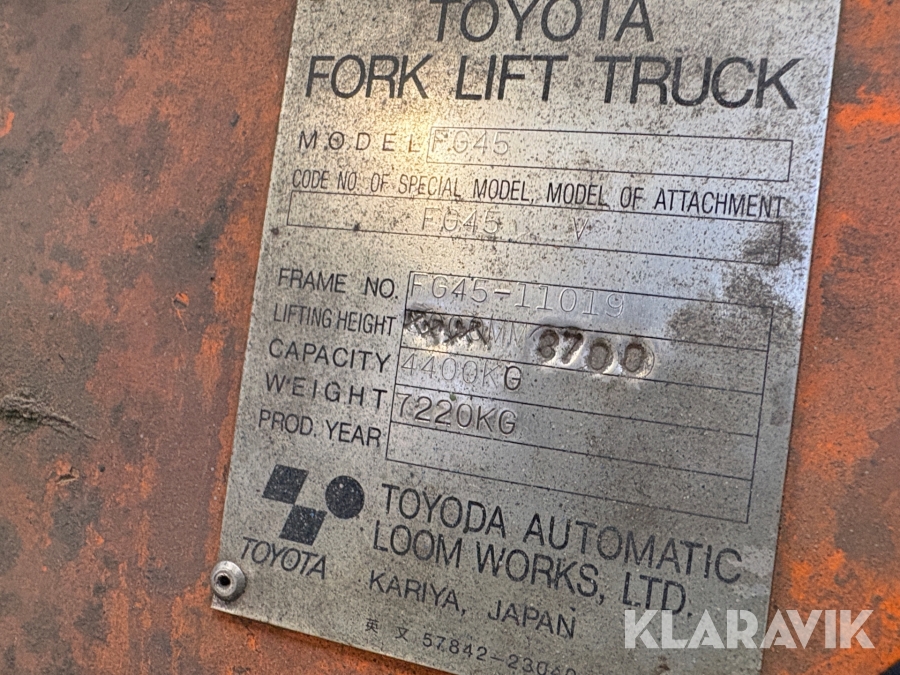 TOYOTA
FORK LIFT TRUCK
MODEL FG45
CODE NO. OF SPECIAL MODEL, MODEL OF ATTACHMENT
FG45 V
FRAME NO. FG45-11019
LIFTING HEIGHT MM 3700
CAPACITY 4400KG
WEIGHT 7220KG
PROD. YEAR
TOYOTA
TOYODA AUTOMATIC
LOOM WORKS, LTD.
KARIYA, JAPAN
英 文 57842-23040
KLARAVIK